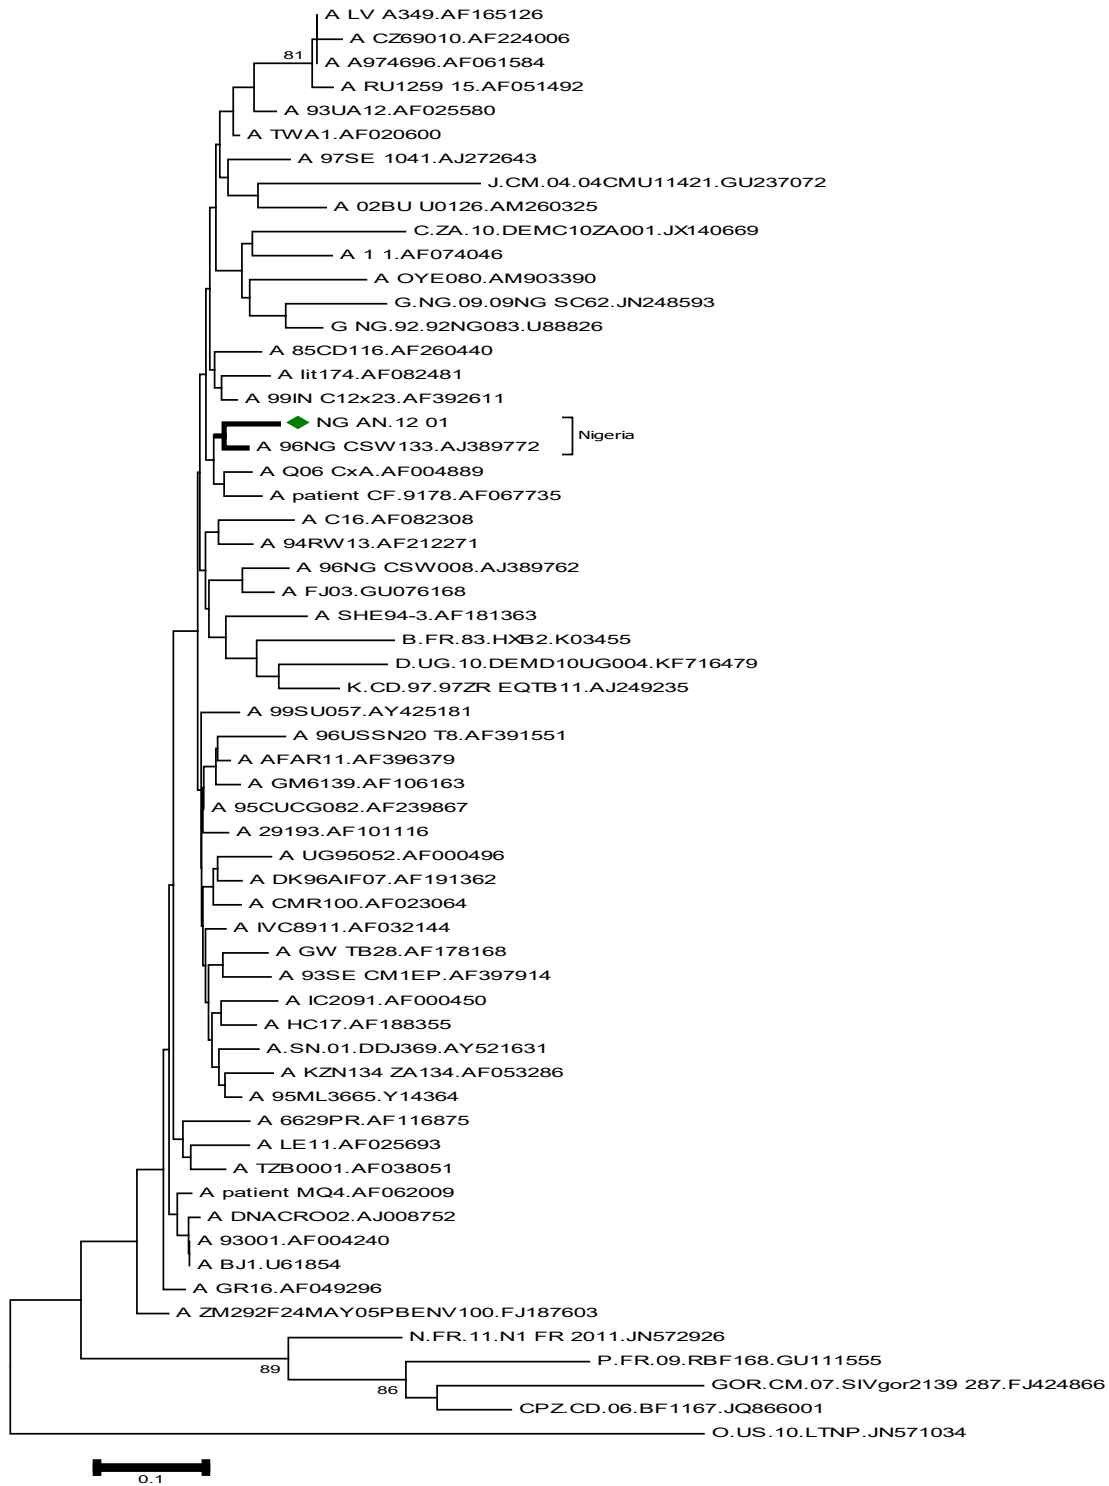 A LV A349.AF165126
A CZ69010.AF224006
81
A A974696.AF061584
A RU1259 15.AF051492
A 93UA12.AF025580
A TWA1.AF020600
A 97SE 1041.AJ272643
J.CM.04.04CMU11421.GU237072
A 02BU U0126.AM260325
C.ZA.10.DEMC10ZA001.JX140669
A 1 1.AF074046
A OYE080.AM903390
G.NG.09.09NG SC62.JN248593
G NG.92.92NG083.U88826
A 85CD116.AF260440
A lit174.AF082481
A 99IN C12x23.AF392611
NG AN.12 01
Nigeria
A 96NG CSW133.AJ389772
A Q06 CxA.AF004889
A patient CF.9178.AF067735
A C16.AF082308
A 94RW13.AF212271
A 96NG CSW008.AJ389762
A FJ03.GU076168
A SHE94-3.AF181363
B.FR.83.HXB2.K03455
D.UG.10.DEMD10UG004.KF716479
K.CD.97.97ZR EQTB11.AJ249235
A 99SU057.AY425181
A 96USSN20 T8.AF391551
A AFAR11.AF396379
A GM6139.AF106163
A 95CUCG082.AF239867
A 29193.AF101116
A UG95052.AF000496
A DK96AIF07.AF191362
A CMR100.AF023064
A IVC8911.AF032144
A GW TB28.AF178168
A 93SE CM1EP.AF397914
A IC2091.AF000450
A HC17.AF188355
A.SN.01.DDJ369.AY521631
A KZN134 ZA134.AF053286
A 95ML3665.Y14364
A 6629PR.AF116875
A LE11.AF025693
A TZB0001.AF038051
A patient MQ4.AF062009
A DNACRO02.AJ008752
A 93001.AF004240
A BJ1.U61854
A GR16.AF049296
A ZM292F24MAY05PBENV100.FJ187603
N.FR.11.N1 FR 2011.JN572926
89
P.FR.09.RBF168.GU111555
86
GOR.CM.07.SIVgor2139 287.FJ424866
CPZ.CD.06.BF1167.JQ866001
O.US.10.LTNP.JN571034
0.1